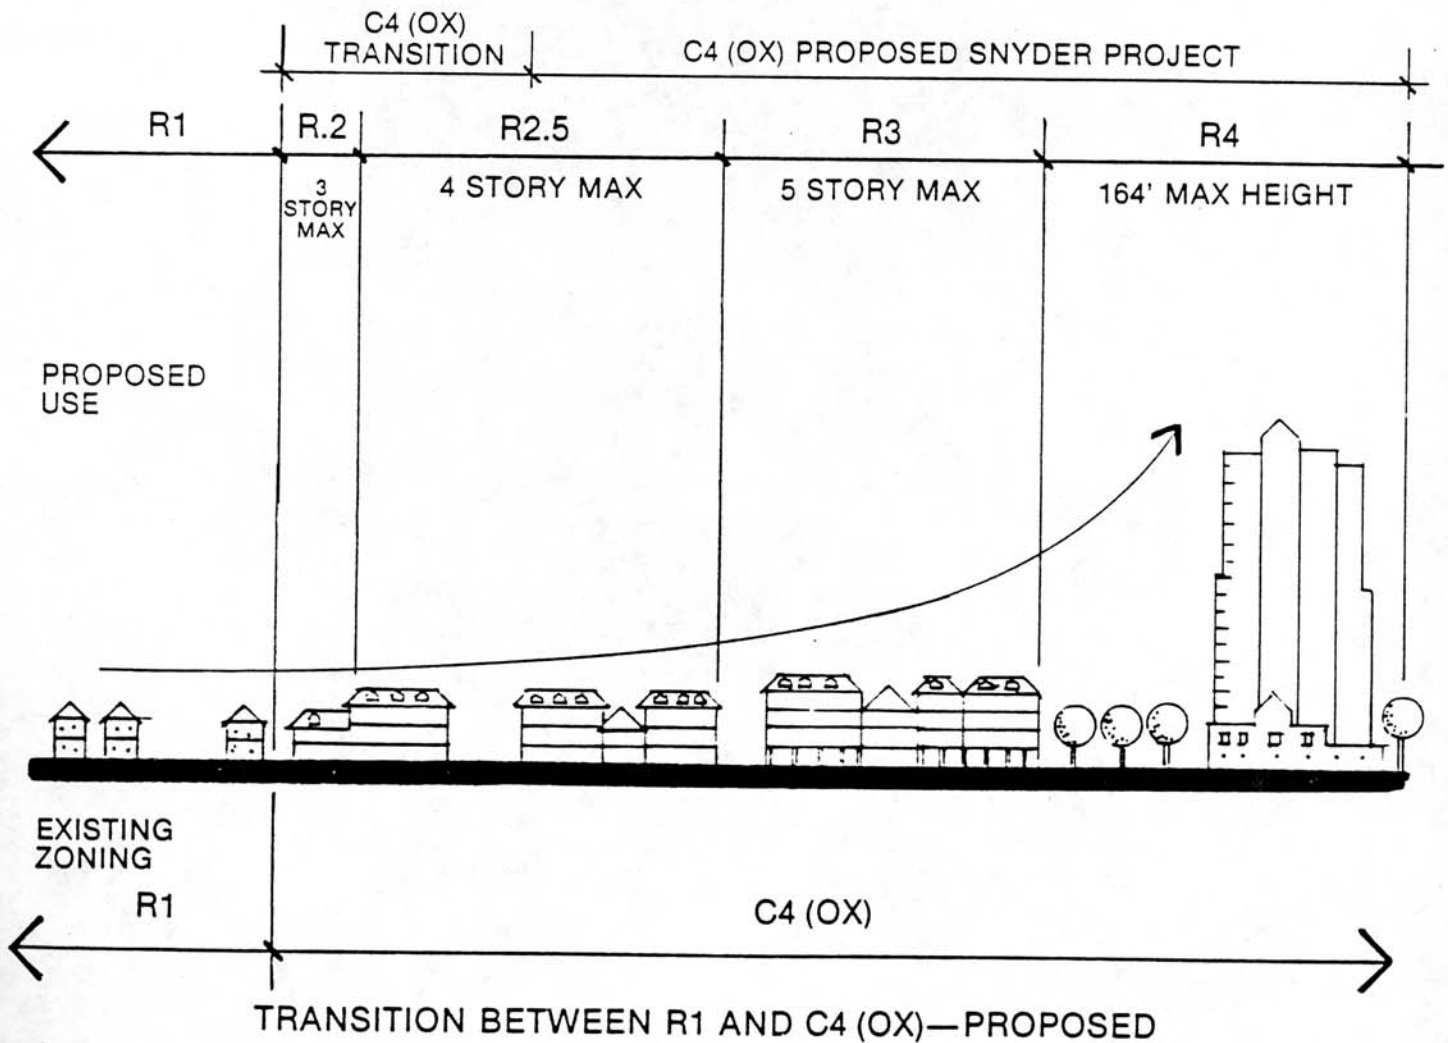 C4 (OX)
TRANSITION
C4 (OX) PROPOSED SNYDER PROJECT
R1
R.2
R2.5
R3
R4
3
STORY
MAX
4 STORY MAX
5 STORY MAX
164' MAX HEIGHT
PROPOSED
USE
EXISTING
ZONING
R1
C4 (OX)
TRANSITION BETWEEN R1 AND C4 (OX)—PROPOSED